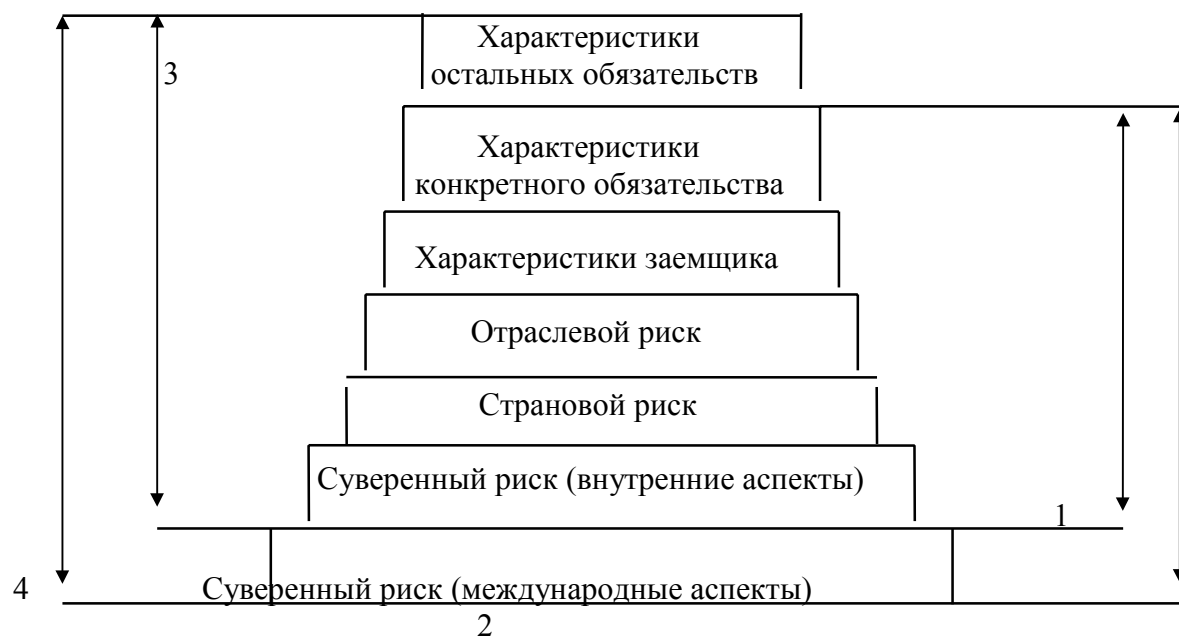 Характеристики
остальных обязательств
3
Характеристики
конкретного обязательства
Характеристики заемщика
Отраслевой риск
Страновой риск
Суверенный риск (внутренние аспекты)
1
4
Суверенный риск (международные аспекты)
2